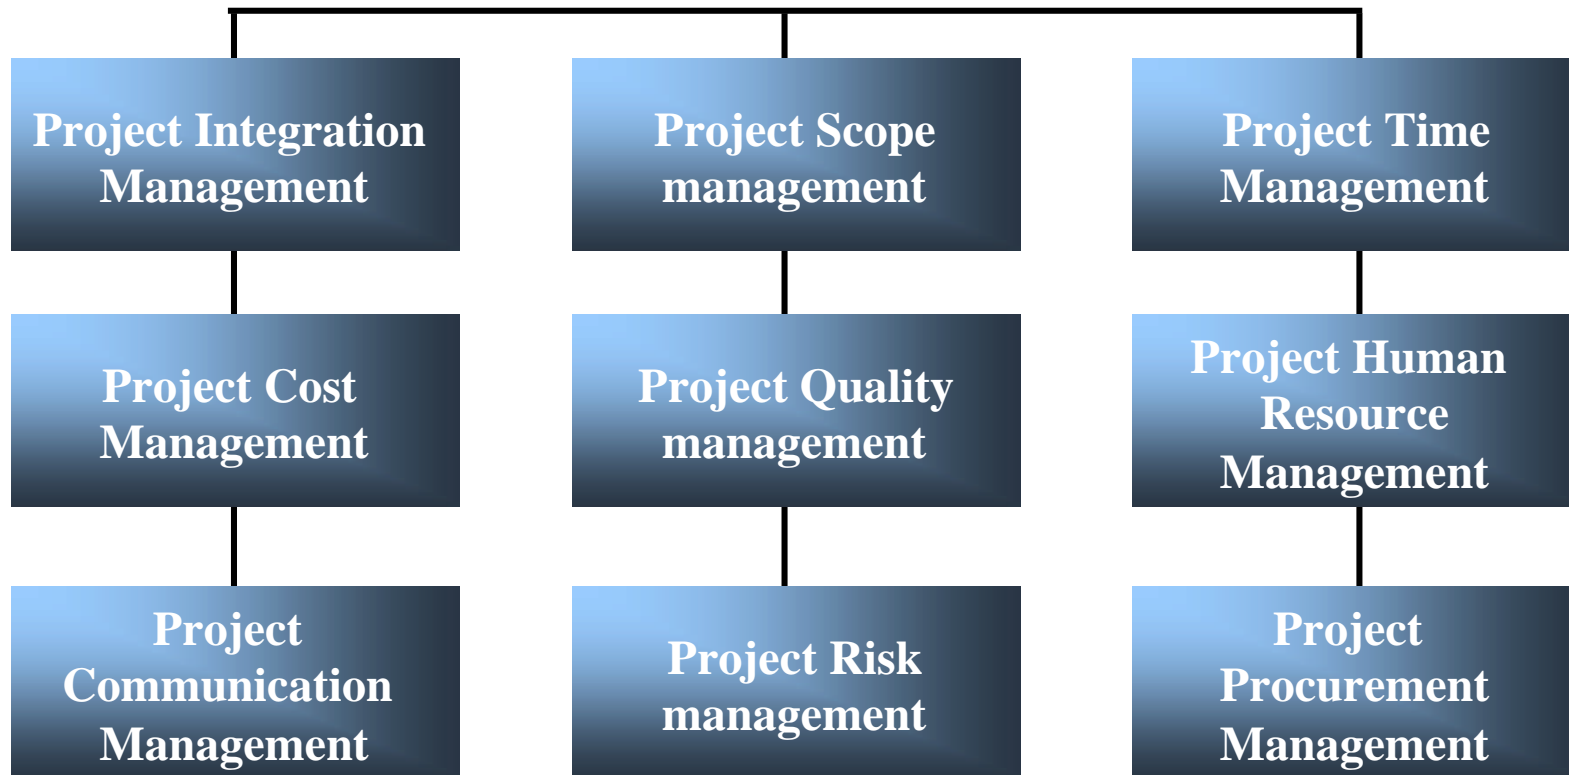 Project Integration
Management
Project Scope
management
Project Time
Management
Project Cost
Management
Project Quality
management
Project Human
Resource
Management
Project
Communication
Management
Project Risk
management
Project
Procurement
Management